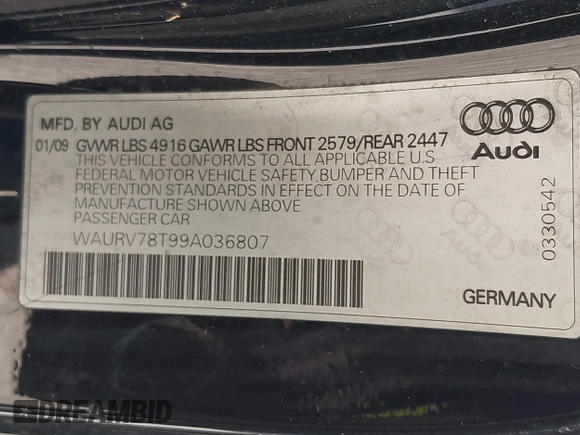 MFD. BY AUDI AG
01/09 GVWR LBS 4916 GAWR LBS FRONT 2579/REAR 2447
THIS VEHICLE CONFORMS TO ALL APPLICABLE U.S
FEDERAL MOTOR VEHICLE SAFETY, BUMPER AND THEFT
PREVENTION STANDARDS IN EFFECT ON THE DATE OF
MANUFACTURE SHOWN ABOVE
PASSENGER CAR
WAURV78T99A036807
Audi
0330542
GERMANY
DREAMBID